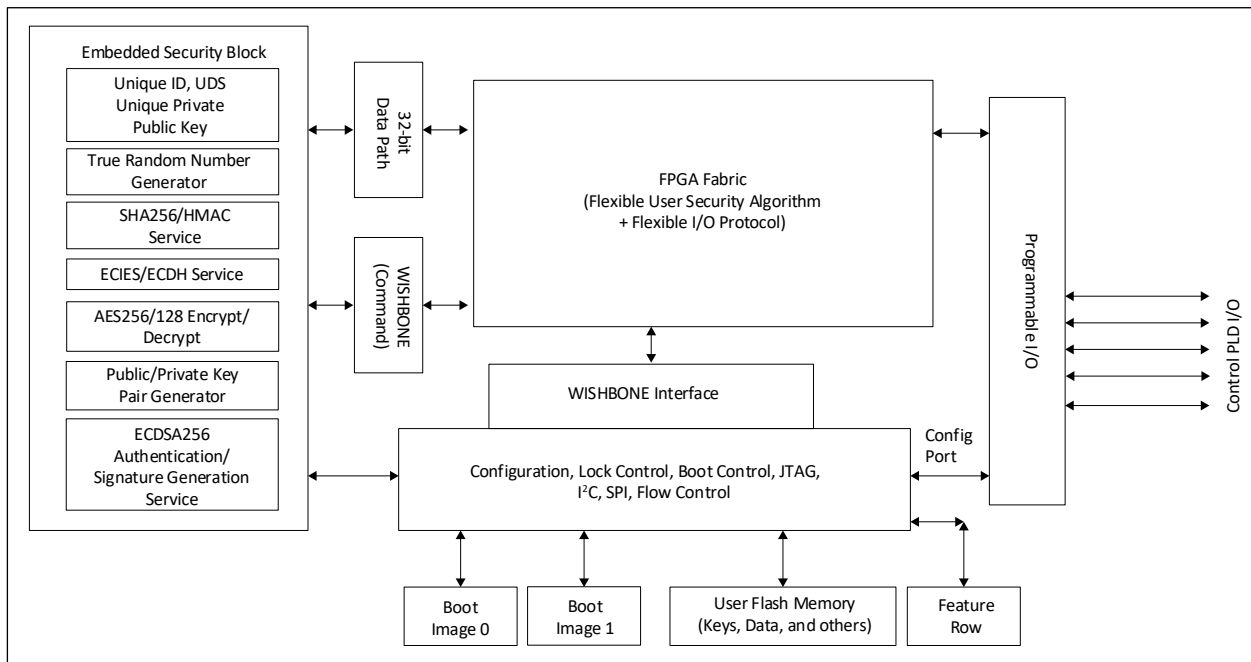 Embedded Security Block
Unique ID, UDS
Unique Private
Public Key
True Random Number
Generator
SHA256/HMAC
Service
ECIES/ECDH Service
AES256/128 Encrypt/
Decrypt
Public/Private Key
Pair Generator
ECDSA256
Authentication/
Signature Generation
Service
32-bit
Data Path
WISHBONE
(Command)
FPGA Fabric
(Flexible User Security Algorithm
+ Flexible I/O Protocol)
WISHBONE Interface
Configuration, Lock Control, Boot Control, JTAG,
I²C, SPI, Flow Control
Config
Port
Programmable I/O
Control PLD I/O
Boot
Image 0
Boot
Image 1
User Flash Memory
(Keys, Data, and others)
Feature
Row